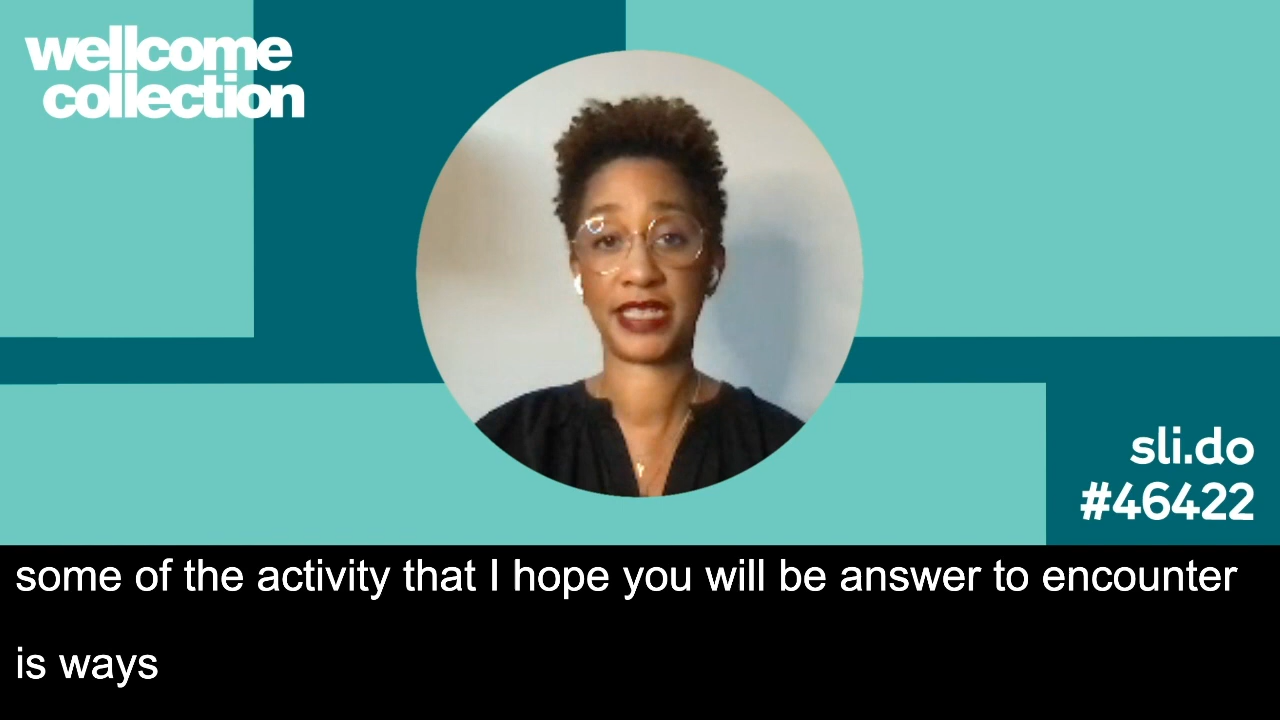 wellcome
collection
sli.do
#46422
some of the activity that I hope you will be answer to encounter
is ways